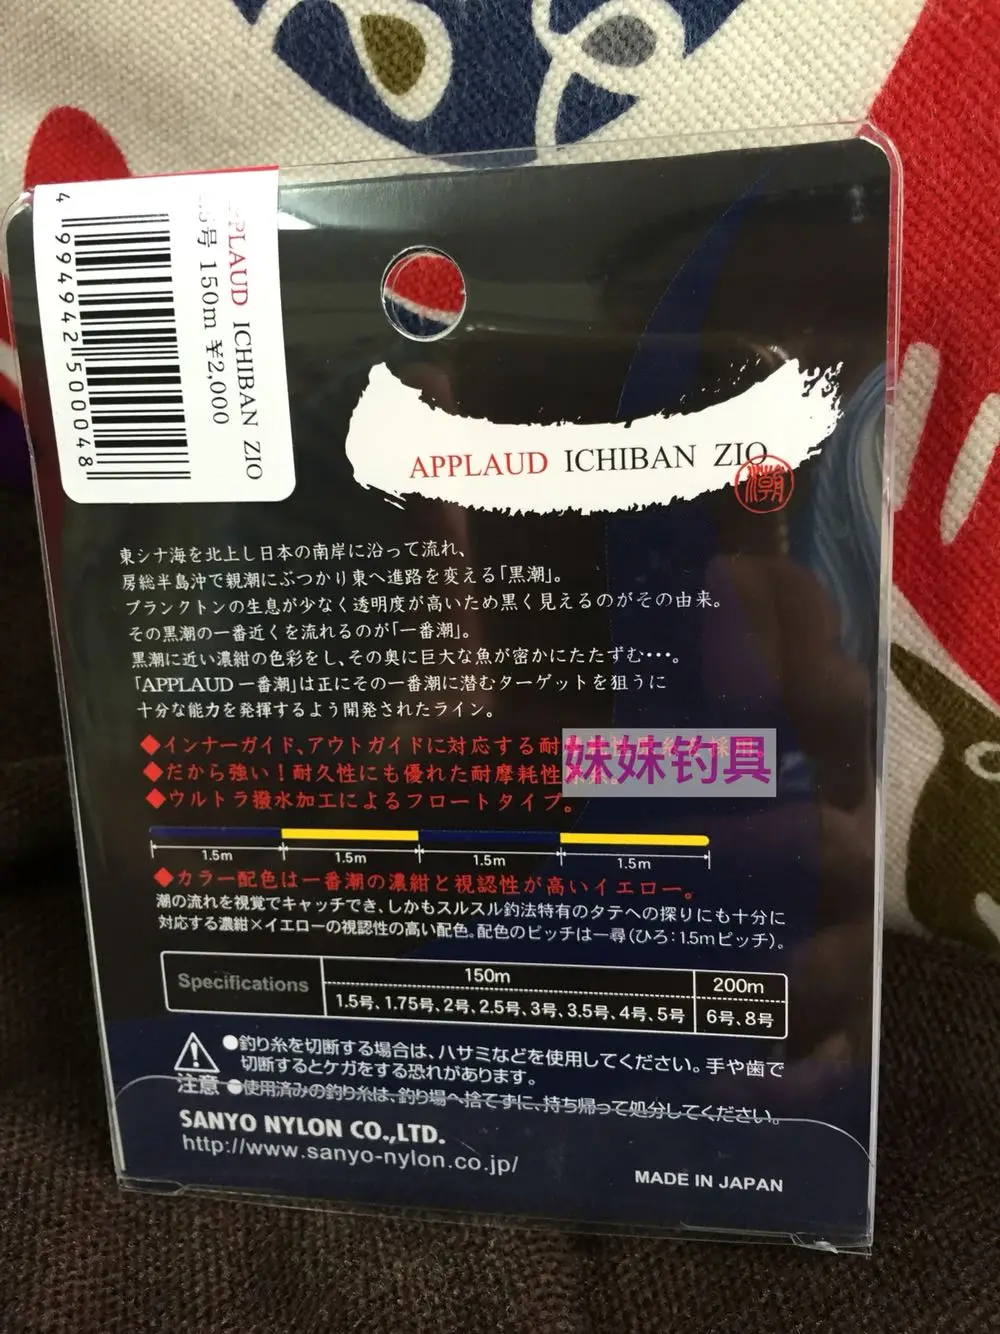 APPLAUD ICHIBAN ZIO
号 150m ¥2,000
4 994942 500048
APPLAUD ICHIBAN ZIO
潮
東シナ海を北上し日本の南岸に沿って流れ、
房総半島沖で親潮にぶつかり東へ進路を変える「黒潮」。
プランクトンの生息が少なく透明度が高いため黒く見えるのがその由来。
その黒潮の一番近くを流れるのが「一番潮」。
黒潮に近い濃紺の色彩をし、その奥に巨大な魚が密かにたたずむ・・・。
「APPLAUD 一番潮」は正にその一番潮に潜むターゲットを狙うに
十分な能力を発揮するよう開発されたライン。
◆インナーガイド、アウトガイドに対応する耐
◆だから強い！耐久性にも優れた耐摩耗性
妹妹钓具
◆ウルトラ撥水加工によるフロートタイプ。
1.5m 1.5m 1.5m 1.5m
◆カラー配色は一番潮の濃紺と視認性が高いイエロー。
潮の流れを視覚でキャッチでき、しかもスルスル釣法特有のタテへの探りにも十分に
対応する濃紺×イエローの視認性の高い配色。配色のピッチは一尋(ひろ：1.5mピッチ)。
Specifications
150m
200m
1.5号、1.75号、2号、2.5号、3号、3.5号、4号、5号
6号、8号
注意
●釣り糸を切断する場合は、ハサミなどを使用してください。手や歯で
切断するとケガをする恐れがあります。
●使用済みの釣り糸は、釣り場へ捨てずに、持ち帰って処分してください。
SANYO NYLON CO.,LTD.
http://www.sanyo-nylon.co.jp/
MADE IN JAPAN